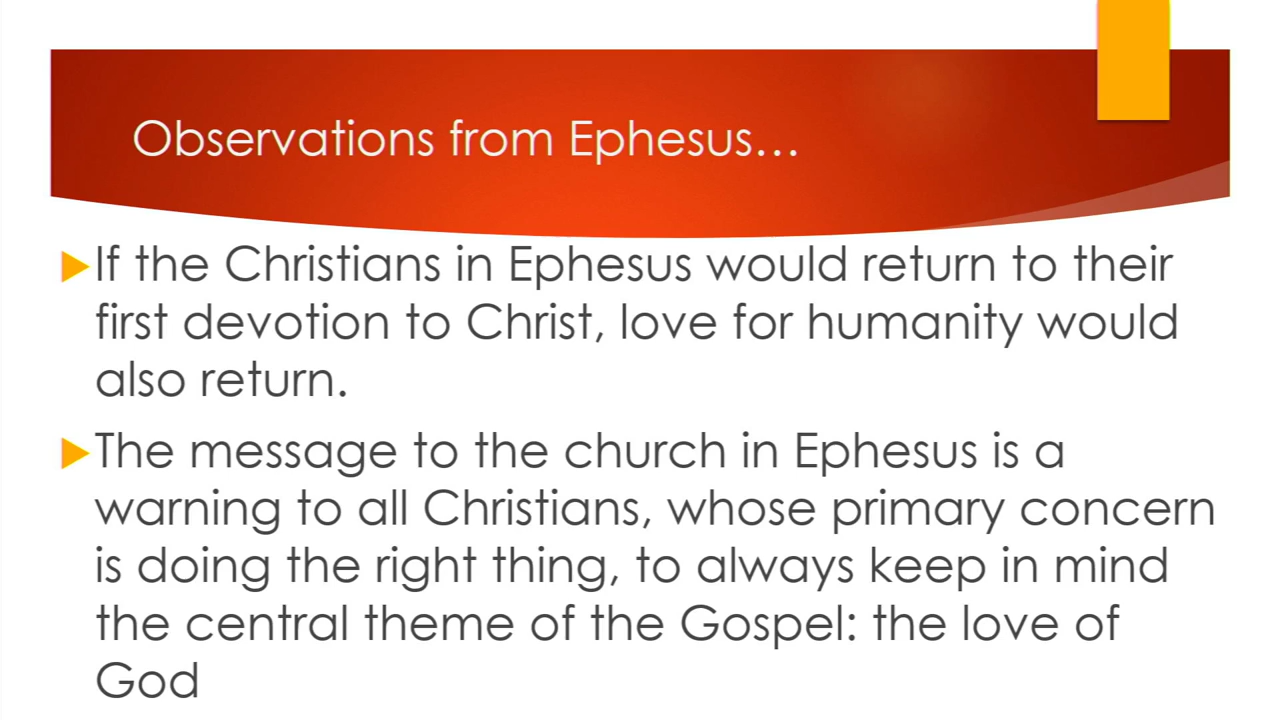 Observations from Ephesus…
If the Christians in Ephesus would return to their
first devotion to Christ, love for humanity would
also return.
The message to the church in Ephesus is a
warning to all Christians, whose primary concern
is doing the right thing, to always keep in mind
the central theme of the Gospel: the love of
God